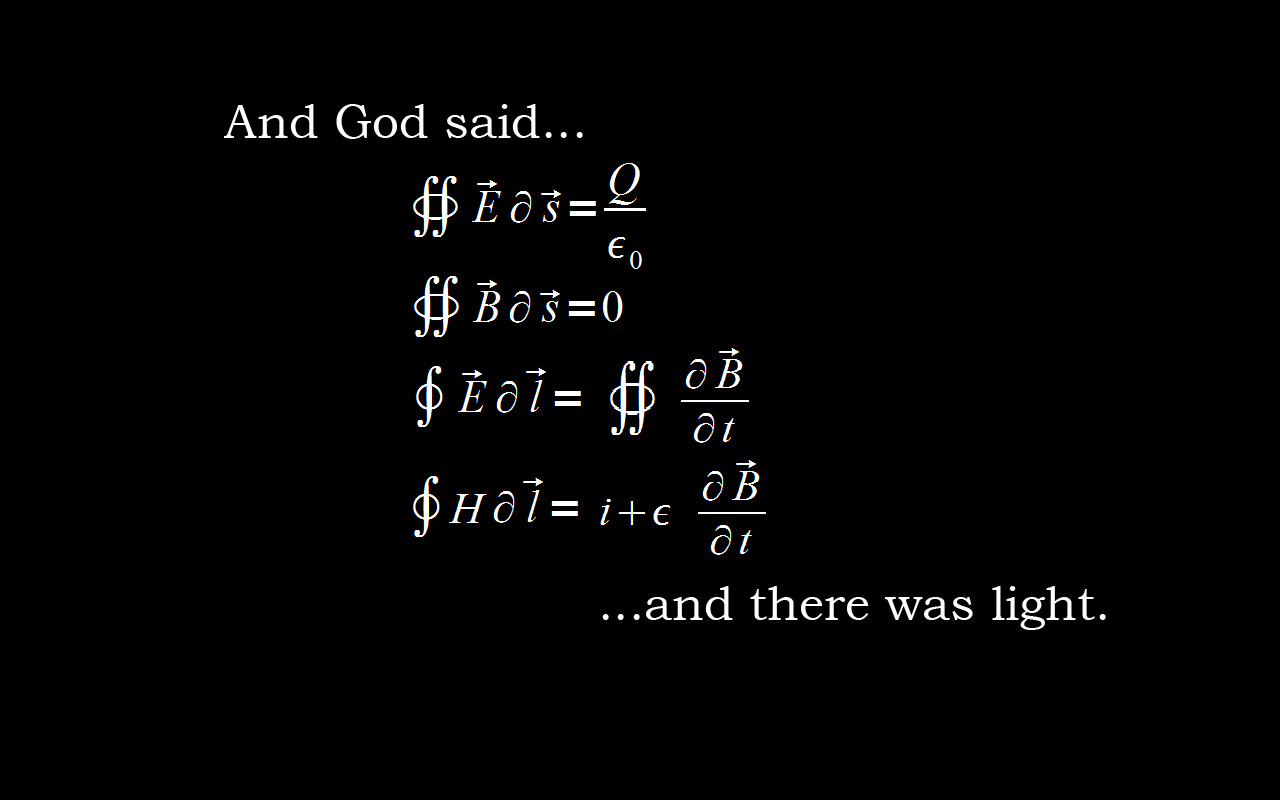 And God said...
∯ E⃗ ∂ s⃗ = Q/ϵ₀
∯ B⃗ ∂ s⃗ = 0
∮ E⃗ ∂ l⃗ = ∯ ∂ B⃗/∂ t
∮ H ∂ l⃗ = i + ϵ ∂ B⃗/∂ t
...and there was light.